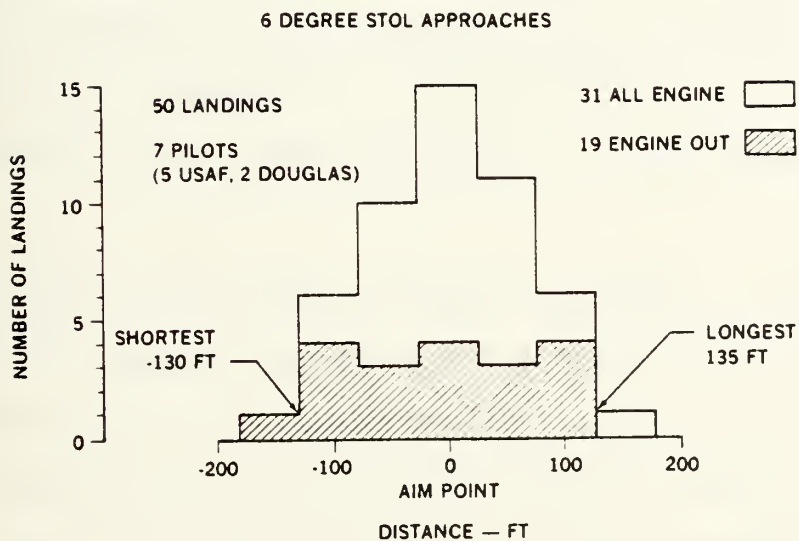 6 DEGREE STOL APPROACHES
50 LANDINGS
7 PILOTS
(5 USAF, 2 DOUGLAS)
31 ALL ENGINE
19 ENGINE OUT
NUMBER OF LANDINGS
15
10
5
0
SHORTEST
-130 FT
LONGEST
135 FT
-200
-100
0
100
200
AIM POINT
DISTANCE — FT